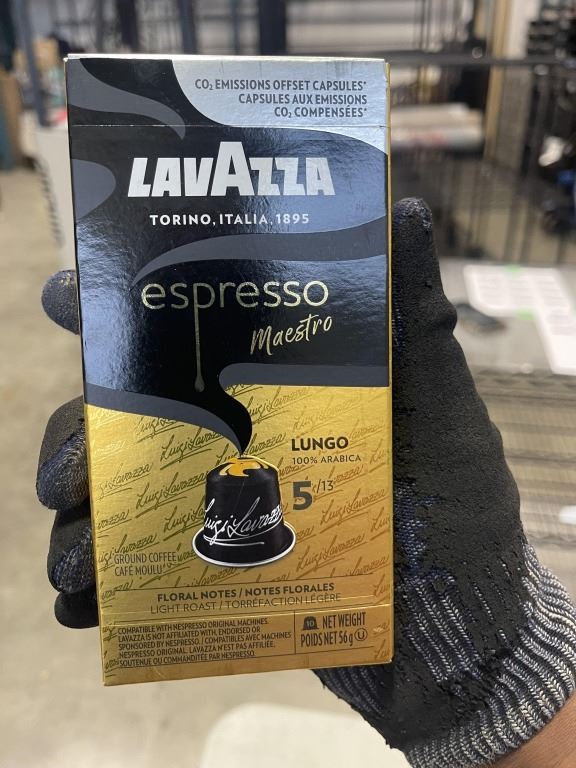 CO₂ EMISSIONS OFFSET CAPSULES*
CAPSULES AUX EMISSIONS
CO₂ COMPENSÉES*
LAVAZZA
TORINO, ITALIA, 1895
espresso
Maestro
LUNGO
100% ARABICA
5/13
Luigi Lavazza
GROUND COFFEE
CAFÉ MOULU
FLORAL NOTES / NOTES FLORALES
LIGHT ROAST / TORRÉFACTION LÉGÈRE
COMPATIBLE WITH NESPRESSO ORIGINAL MACHINES.
LAVAZZA IS NOT AFFILIATED WITH, ENDORSED OR
SPONSORED BY NESPRESSO / COMPATIBLES AVEC MACHINES
NESPRESSO ORIGINAL. LAVAZZA N'EST PAS AFFILIÉE,
SOUTENUE OU COMMANDITÉE PAR NESPRESSO.
10 NET WEIGHT
POIDS NET 56 g U